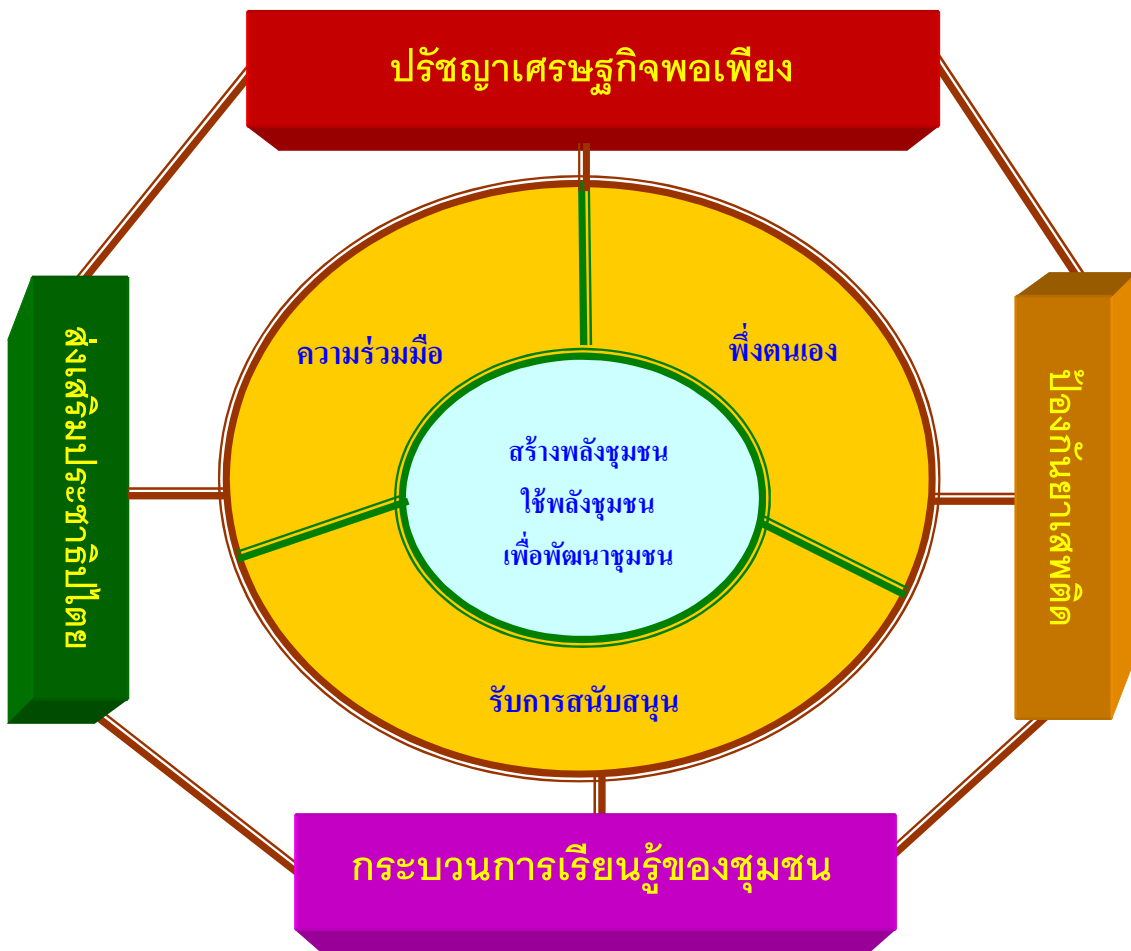 ปรัชญาเศรษฐกิจพอเพียง
ความร่วมมือ
พึ่งตนเอง
ส่งเสริมประชาธิปไตย
สร้างพลังชุมชน
ใช้พลังชุมชน
เพื่อพัฒนาชุมชน
ป้องกันยาเสพติด
รับการสนับสนุน
กระบวนการเรียนรู้ของชุมชน